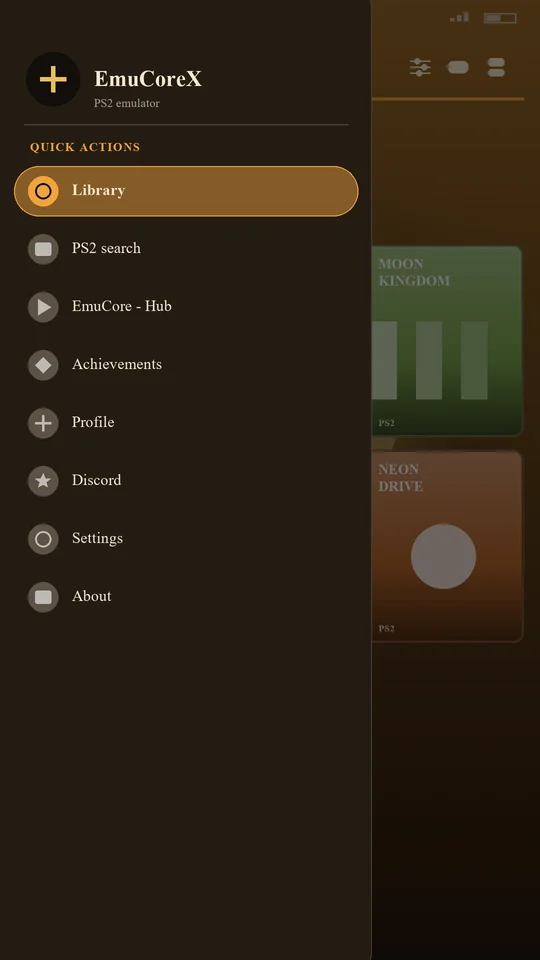 EmuCoreX
PS2 emulator
QUICK ACTIONS
Library
PS2 search
EmuCore - Hub
Achievements
Profile
Discord
Settings
About
MOON
KINGDOM
PS2
NEON
DRIVE
PS2